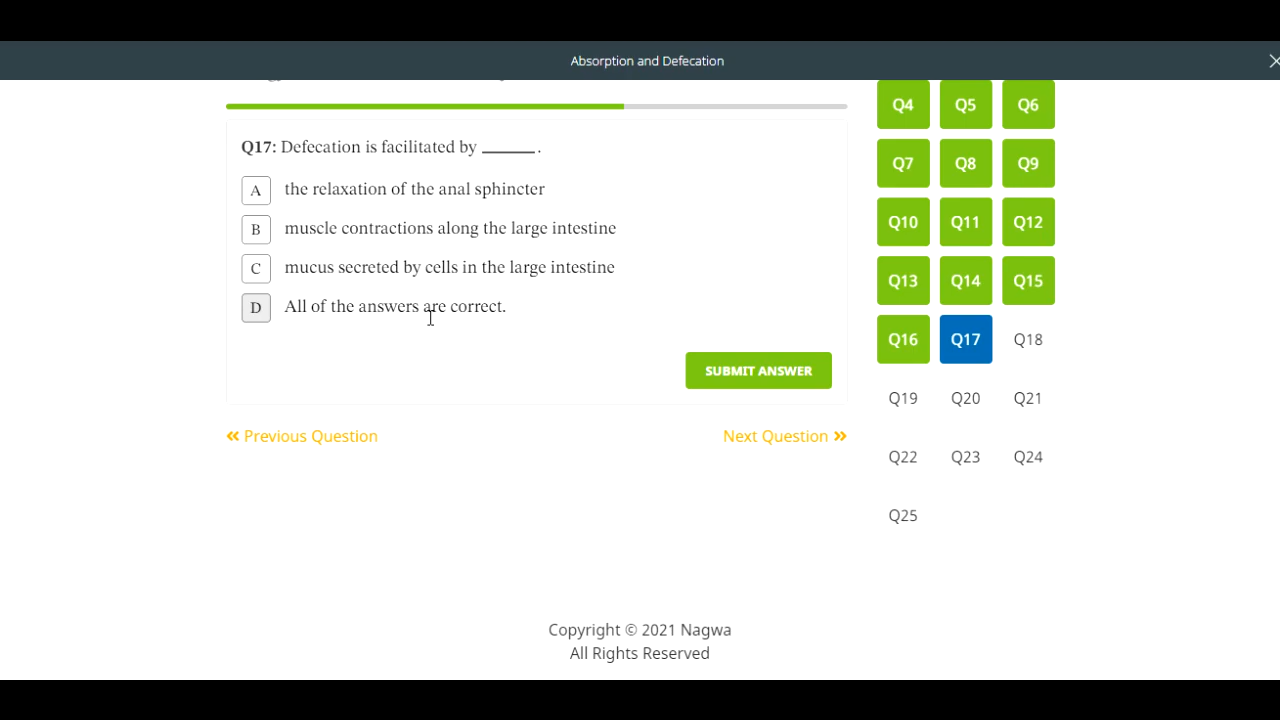 Absorption and Defecation
Q4 Q5 Q6
Q17: Defecation is facilitated by ______ .
Q7 Q8 Q9
A the relaxation of the anal sphincter
B muscle contractions along the large intestine
Q10 Q11 Q12
C mucus secreted by cells in the large intestine
Q13 Q14 Q15
D All of the answers are correct.
Q16 Q17 Q18
SUBMIT ANSWER
Q19 Q20 Q21
« Previous Question
Next Question »
Q22 Q23 Q24
Q25
Copyright © 2021 Nagwa
All Rights Reserved